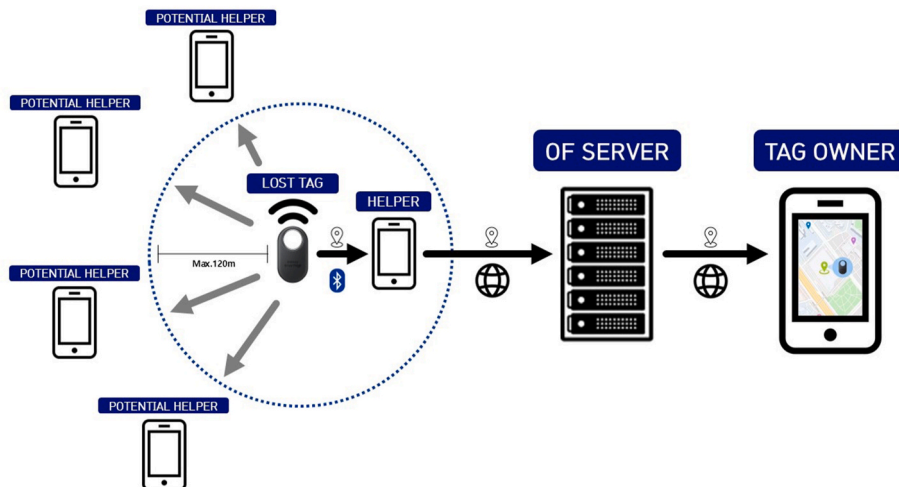 POTENTIAL HELPER
POTENTIAL HELPER
OF SERVER
TAG OWNER
LOST TAG
HELPER
Max.120m
POTENTIAL HELPER
POTENTIAL HELPER